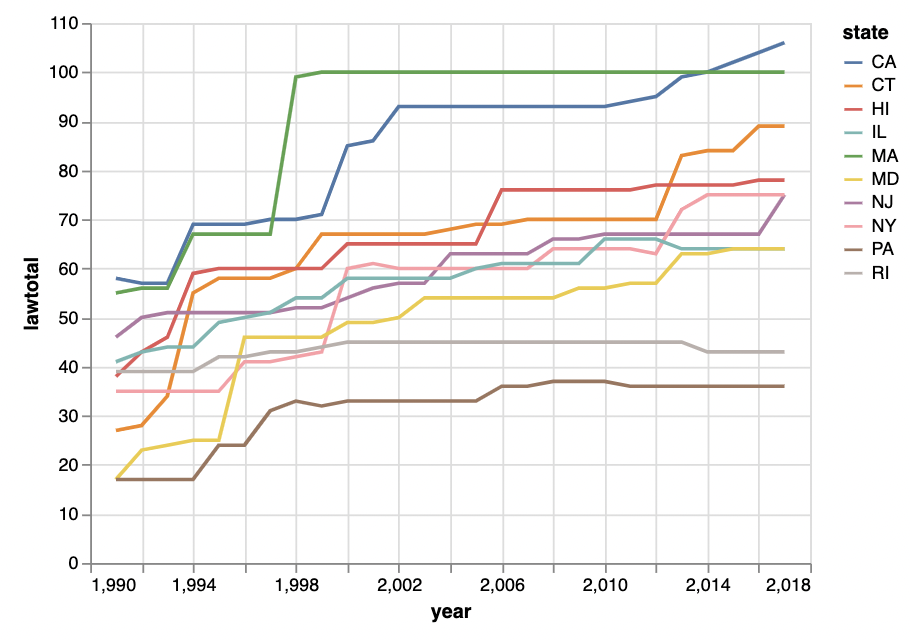 110
100
90
80
70
60
50
40
30
20
10
0
lawtotal
1,990 1,994 1,998 2,002 2,006 2,010 2,014 2,018
year
state
CA
CT
HI
IL
MA
MD
NJ
NY
PA
RI